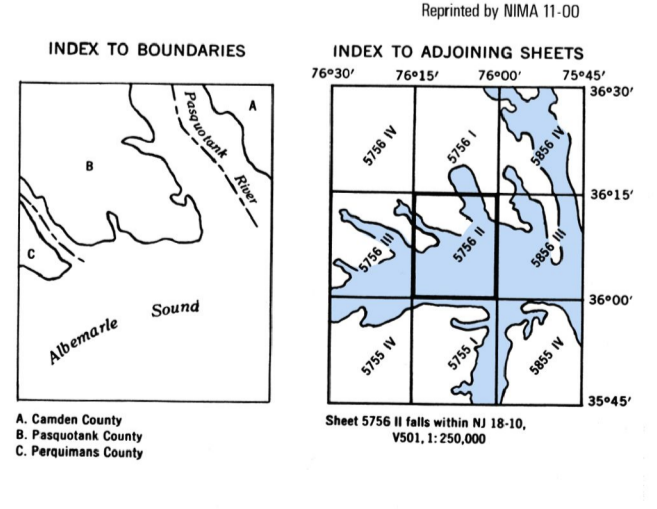 Reprinted by NIMA 11-00
INDEX TO BOUNDARIES
INDEX TO ADJOINING SHEETS
76°30′ 76°15′ 76°00′ 75°45′
36°30′
A
Pasquotank
River
B
C
Albemarle Sound
5756 IV
5756 I
5856 IV
36°15′
5756 III
5756 II
5856 III
36°00′
5755 IV
5755 I
5855 IV
35°45′
A. Camden County
B. Pasquotank County
C. Perquimans County
Sheet 5756 II falls within NJ 18-10,
V501, 1:250,000